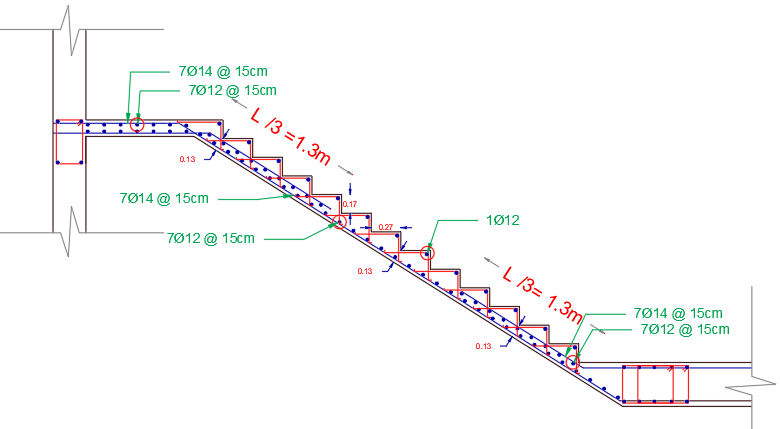 7Ø14 @ 15cm
7Ø12 @ 15cm
L /3 =1.3m
0.13
7Ø14 @ 15cm
0.17
7Ø12 @ 15cm
0.27
1Ø12
0.13
L /3= 1.3m
7Ø14 @ 15cm
7Ø12 @ 15cm
0.13